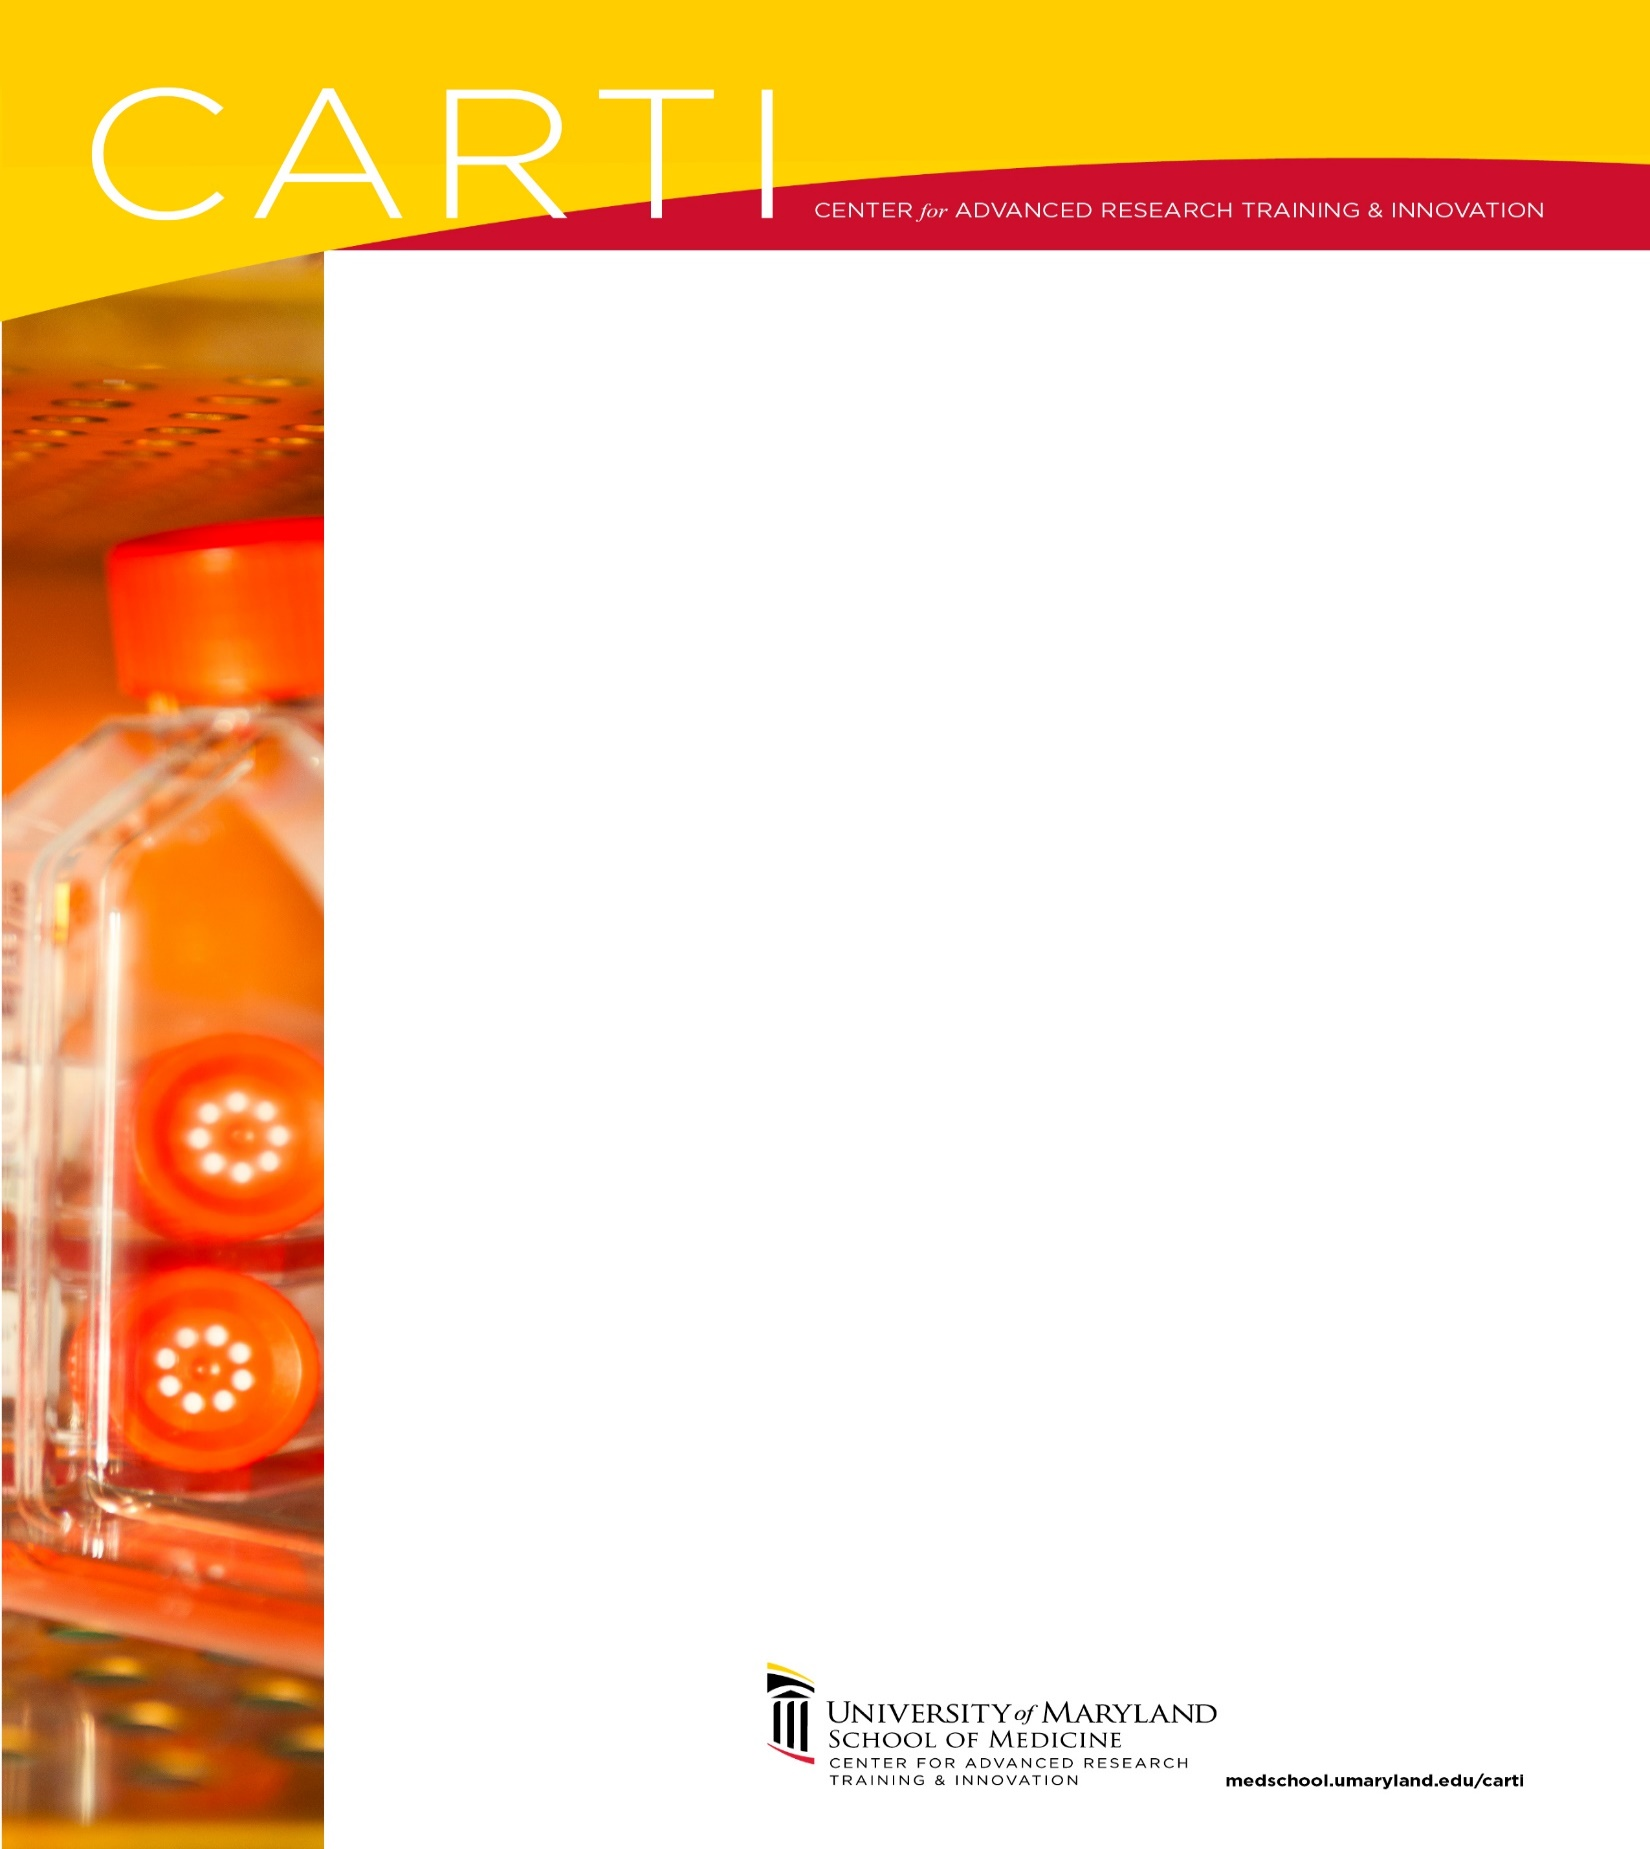 CARTI
CENTER for ADVANCED RESEARCH TRAINING & INNOVATION
UNIVERSITY of MARYLAND
SCHOOL OF MEDICINE
CENTER FOR ADVANCED RESEARCH
TRAINING & INNOVATION
medschool.umaryland.edu/carti